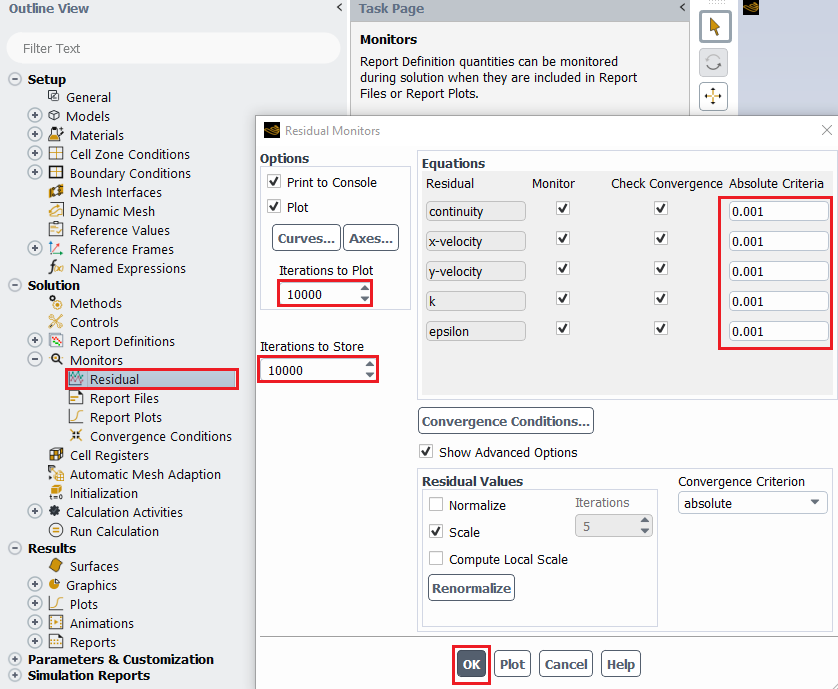 Outline View
Filter Text
Setup
General
Models
Materials
Cell Zone Conditions
Boundary Conditions
Mesh Interfaces
Dynamic Mesh
Reference Values
Reference Frames
Named Expressions
Solution
Methods
Controls
Report Definitions
Monitors
Residual
Report Files
Report Plots
Convergence Conditions
Cell Registers
Automatic Mesh Adaption
Initialization
Calculation Activities
Run Calculation
Results
Surfaces
Graphics
Plots
Animations
Reports
Parameters & Customization
Simulation Reports
Task Page
Monitors
Report Definition quantities can be monitored
during solution when they are included in Report
Files or Report Plots.
Residual Monitors
Options
Print to Console
Plot
Curves... Axes...
Iterations to Plot
10000
Iterations to Store
10000
Equations
Residual Monitor Check Convergence Absolute Criteria
continuity 0.001
x-velocity 0.001
y-velocity 0.001
k 0.001
epsilon 0.001
Convergence Conditions...
Show Advanced Options
Residual Values
Normalize
Scale
Compute Local Scale
Renormalize
Iterations
5
Convergence Criterion
absolute
OK Plot Cancel Help